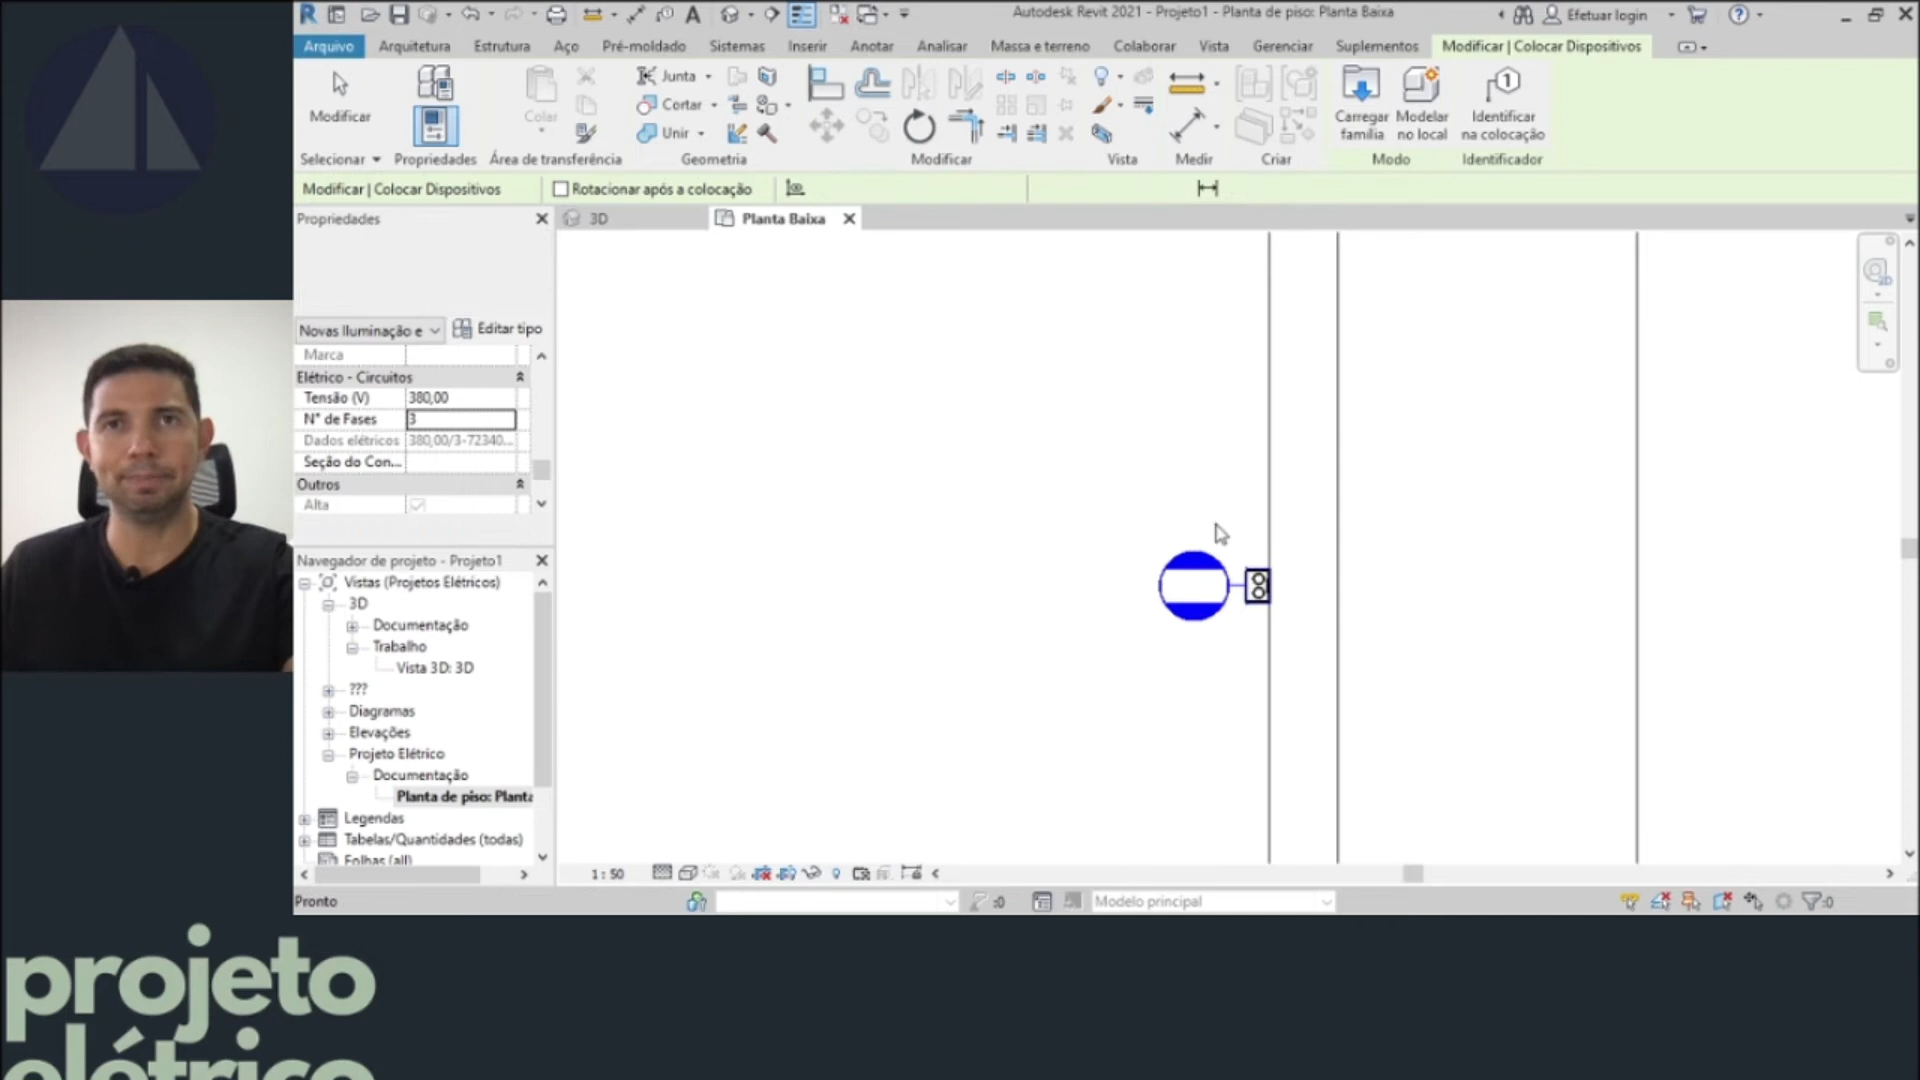 Autodesk Revit 2021 - Projeto1 - Planta de piso: Planta Baixa
Efetuar login
Arquivo Arquitetura Estrutura Aço Pré-moldado Sistemas Inserir Anotar Analisar Massa e terreno Colaborar Vista Gerenciar Suplementos Modificar | Colocar Dispositivos
Modificar
Colar
Junta
Cortar
Unir
Carregar família
Modelar no local
Identificar na colocação
Selecionar Propriedades Área de transferência Geometria Modificar Vista Medir Criar Modo Identificador
Modificar | Colocar Dispositivos Rotacionar após a colocação
Propriedades
3D Planta Baixa
Novas Iluminação e Editar tipo
Marca
Elétrico - Circuitos
Tensão (V) 380,00
N° de Fases 3
Dados elétricos 380,00/3-72340...
Seção do Con...
Outros
Alta
Navegador de projeto - Projeto1
Vistas (Projetos Elétricos)
3D
Documentação
Trabalho
Vista 3D: 3D
???
Diagramas
Elevações
Projeto Elétrico
Documentação
Planta de piso: Planta
Legendas
Tabelas/Quantidades (todas)
Folhas (all)
1 : 50
Pronto
:0
Modelo principal
:0
projeto
elétrico